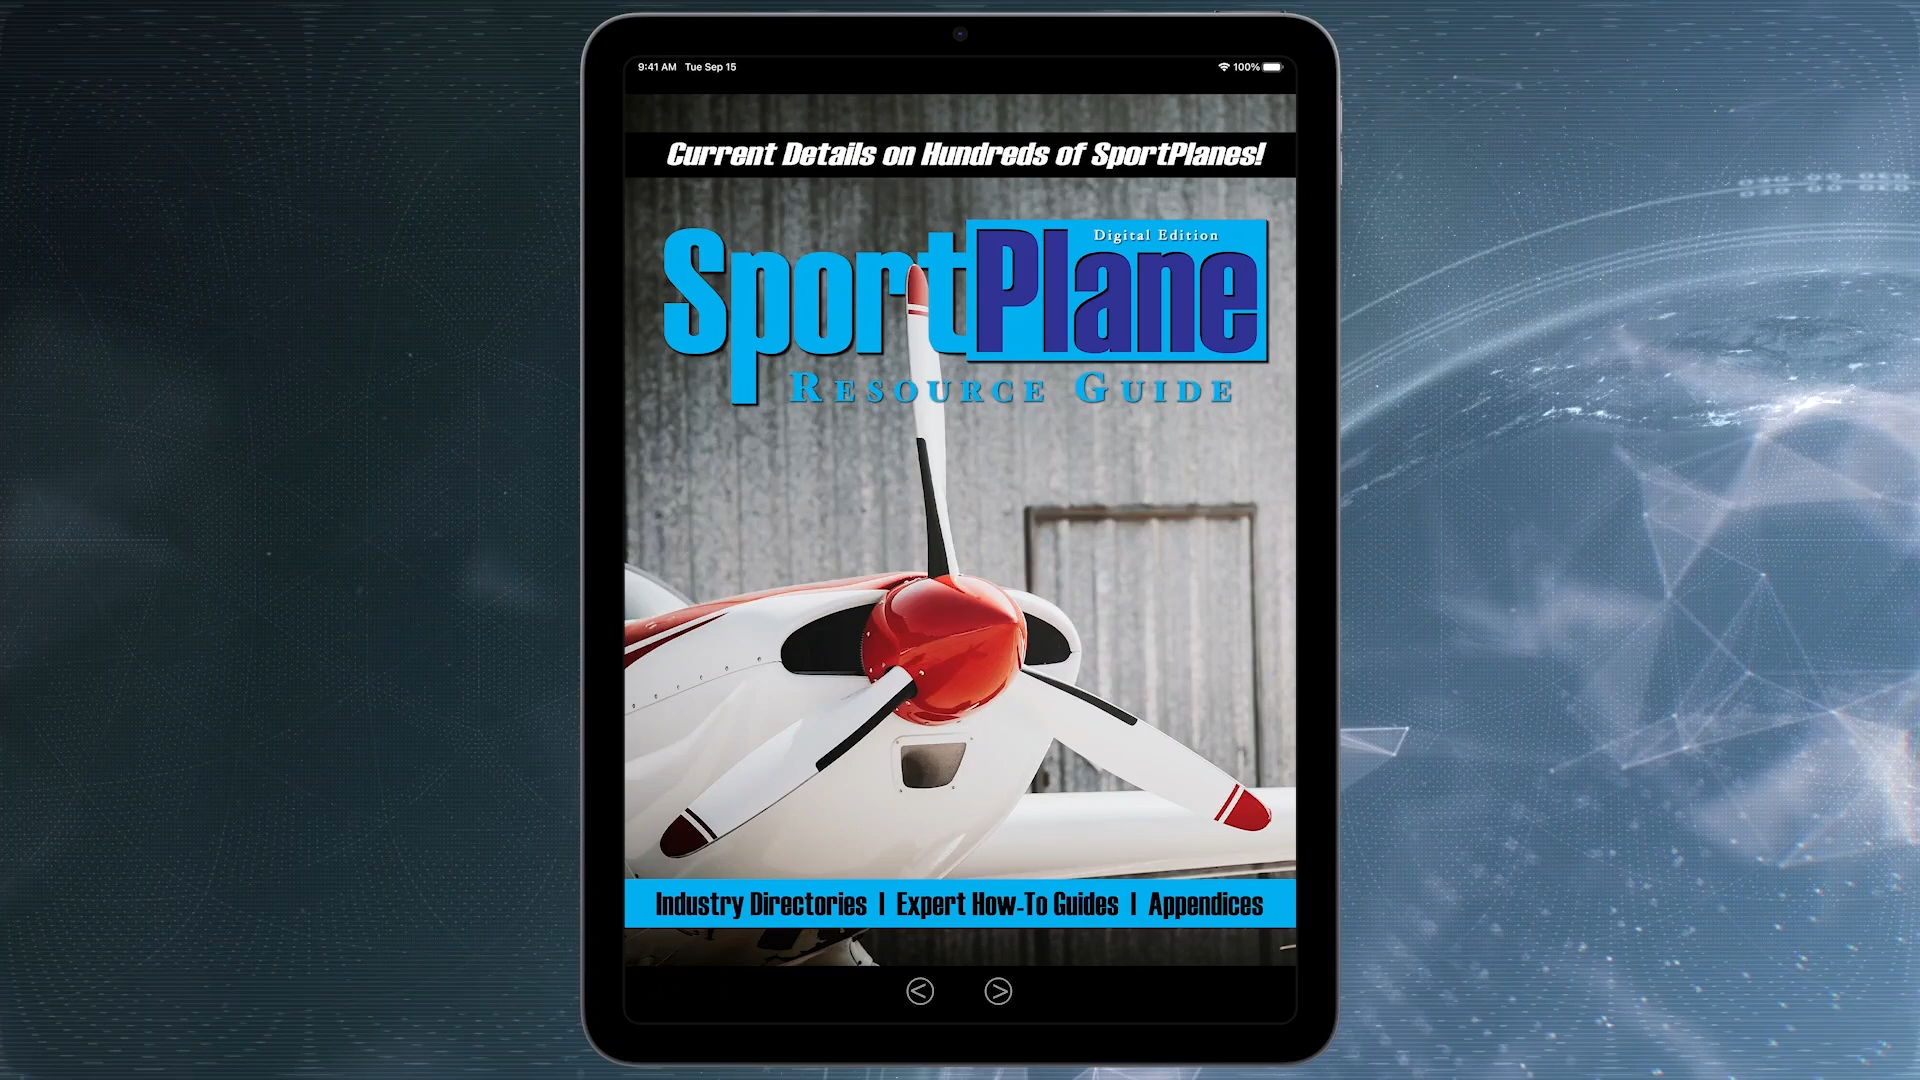 9:41 AM Tue Sep 15
100%
Current Details on Hundreds of SportPlanes!
Digital Edition
SportPlane
Resource Guide
Industry Directories | Expert How-To Guides | Appendices